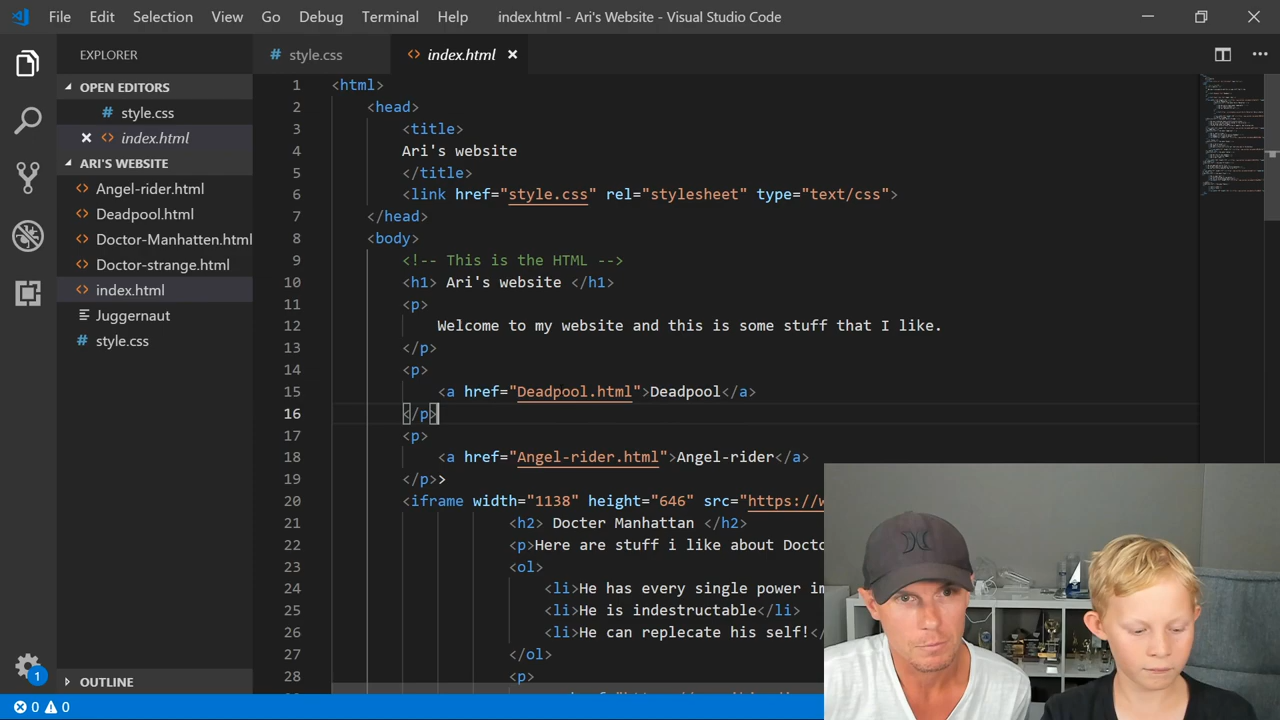 File Edit Selection View Go Debug Terminal Help index.html - Ari's Website - Visual Studio Code
EXPLORER
OPEN EDITORS
style.css
index.html
ARI'S WEBSITE
Angel-rider.html
Deadpool.html
Doctor-Manhatten.html
Doctor-strange.html
index.html
Juggernaut
style.css
OUTLINE
1
0 0
style.css index.html
1 <html>
2 <head>
3 <title>
4 Ari's website
5 </title>
6 <link href="style.css" rel="stylesheet" type="text/css">
7 </head>
8 <body>
9 <!-- This is the HTML -->
10 <h1> Ari's website </h1>
11 <p>
12 Welcome to my website and this is some stuff that I like.
13 </p>
14 <p>
15 <a href="Deadpool.html">Deadpool</a>
16 </p>
17 <p>
18 <a href="Angel-rider.html">Angel-rider</a>
19 </p>>
20 <iframe width="1138" height="646" src="https://w
21 <h2> Docter Manhattan </h2>
22 <p>Here are stuff i like about Docto
23 <ol>
24 <li>He has every single power im
25 <li>He is indestructable</li>
26 <li>He can replecate his self!</
27 </ol>
28 <p>